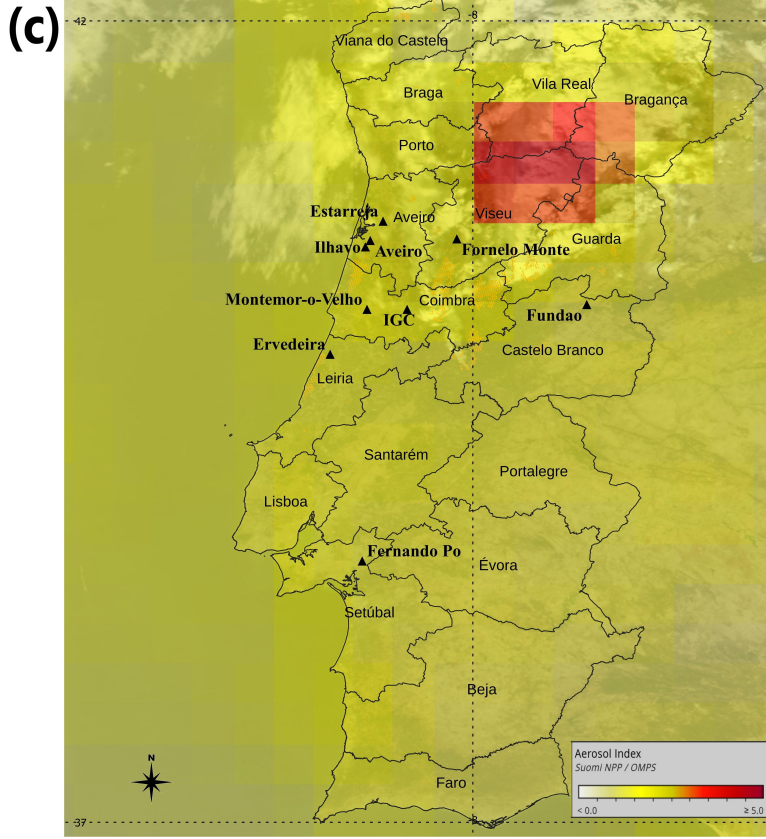 (c)
8
42
Viana do Castelo
Vila Real
Braga
Bragança
Porto
Estarreja
Aveiro
Viseu
Guarda
Ilhavo
Aveiro
Fornelo Monte
Montemor-o-Velho
Coimbra
IGC
Fundao
Ervedeira
Castelo Branco
Leiria
Santarém
Portalegre
Lisboa
Fernando Po
Évora
Setúbal
Beja
Aerosol Index
Suomi NPP / OMPS
N
Faro
< 0.0
≥ 5.0
37
8